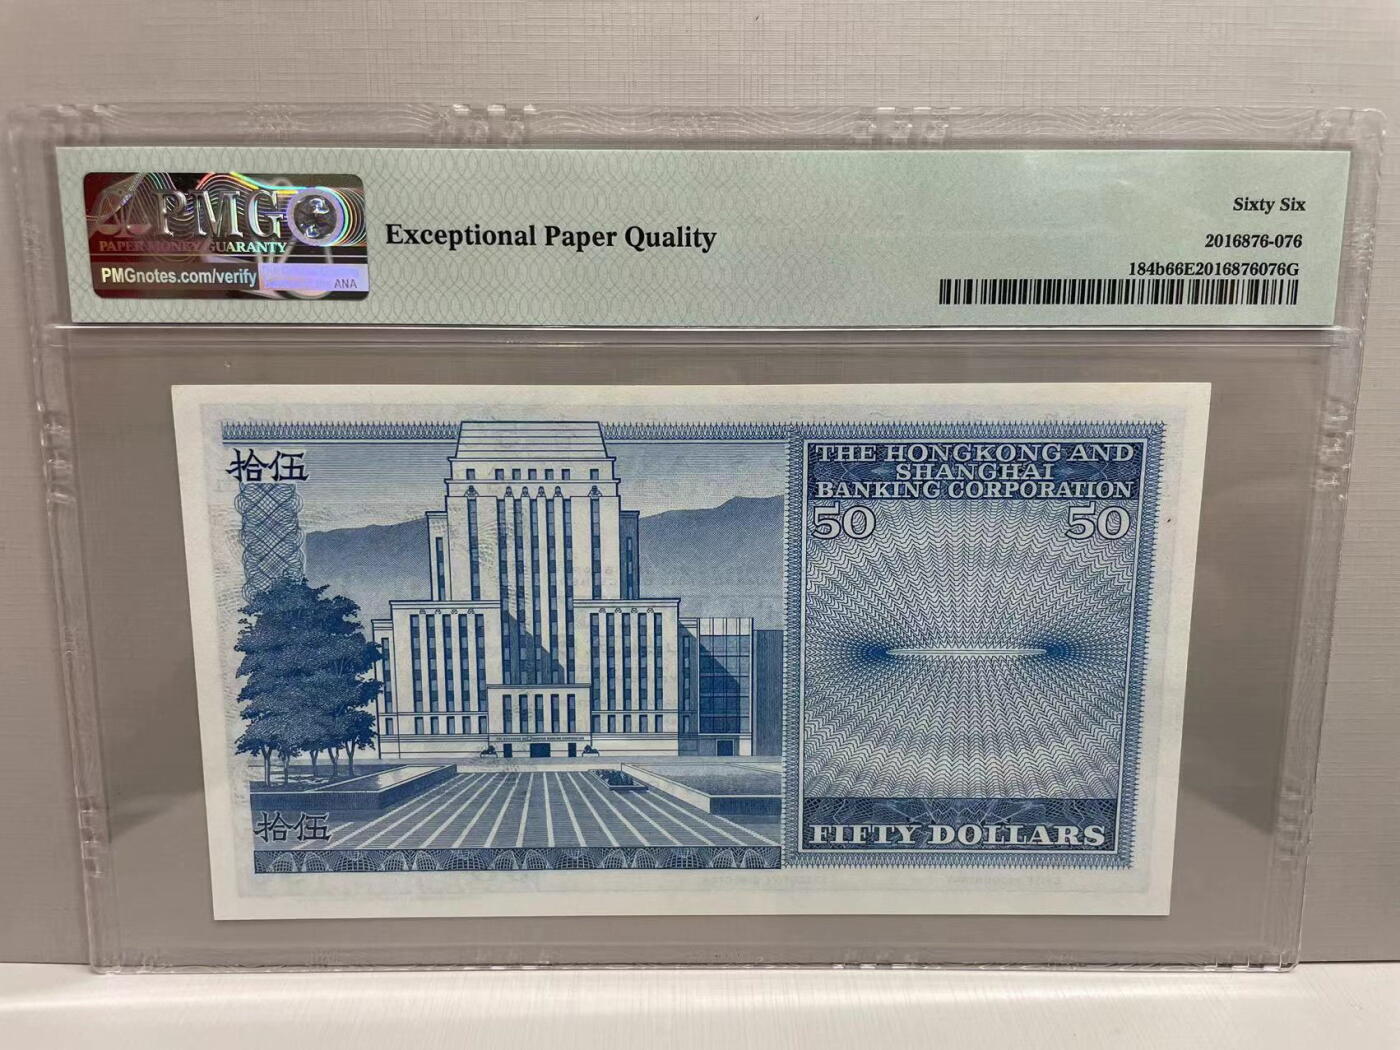 PMG
PAPER MONEY GUARANTY
PMGnotes.com/verify
ANA
Exceptional Paper Quality
Sixty Six
2016876-076
184b66E2016876076G
拾伍
THE HONGKONG AND
SHANGHAI
BANKING CORPORATION
50 50
拾伍
FIFTY DOLLARS